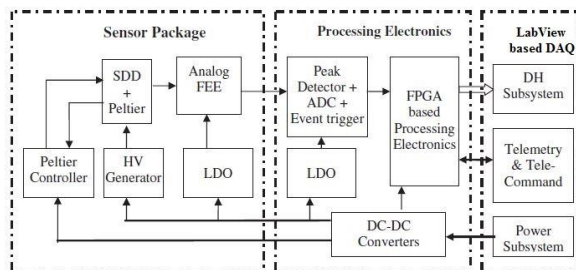 Sensor Package
Processing Electronics
LabView
based DAQ
SDD
+
Peltier
Analog
FEE
Peak
Detector +
ADC +
Event trigger
FPGA
based
Processing
Electronics
DH
Subsystem
Peltier
Controller
HV
Generator
LDO
LDO
Telemetry
& Tele-
Command
DC-DC
Converters
Power
Subsystem